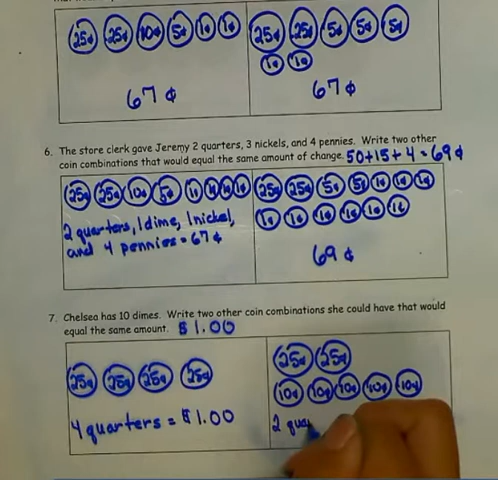 25¢ 25¢ 10¢ 5¢ 1¢ 1¢
67¢
25¢ 25¢ 5¢ 5¢ 5¢
1¢ 1¢
67¢
6. The store clerk gave Jeremy 2 quarters, 3 nickels, and 4 pennies. Write two other
coin combinations that would equal the same amount of change. 50+15+4=69¢
25¢ 25¢ 10¢ 5¢ 1¢ 1¢ 1¢ 1¢
2 quarters, 1 dime, 1 nickel,
and 4 pennies = 67¢
25¢ 25¢ 5¢ 5¢ 1¢ 1¢ 1¢
1¢ 1¢ 1¢ 1¢ 1¢ 1¢
69¢
7. Chelsea has 10 dimes. Write two other coin combinations she could have that would
equal the same amount. $1.00
25¢ 25¢ 25¢ 25¢
4 quarters = $1.00
25¢ 25¢
10¢ 10¢ 10¢ 10¢ 10¢
2 qua